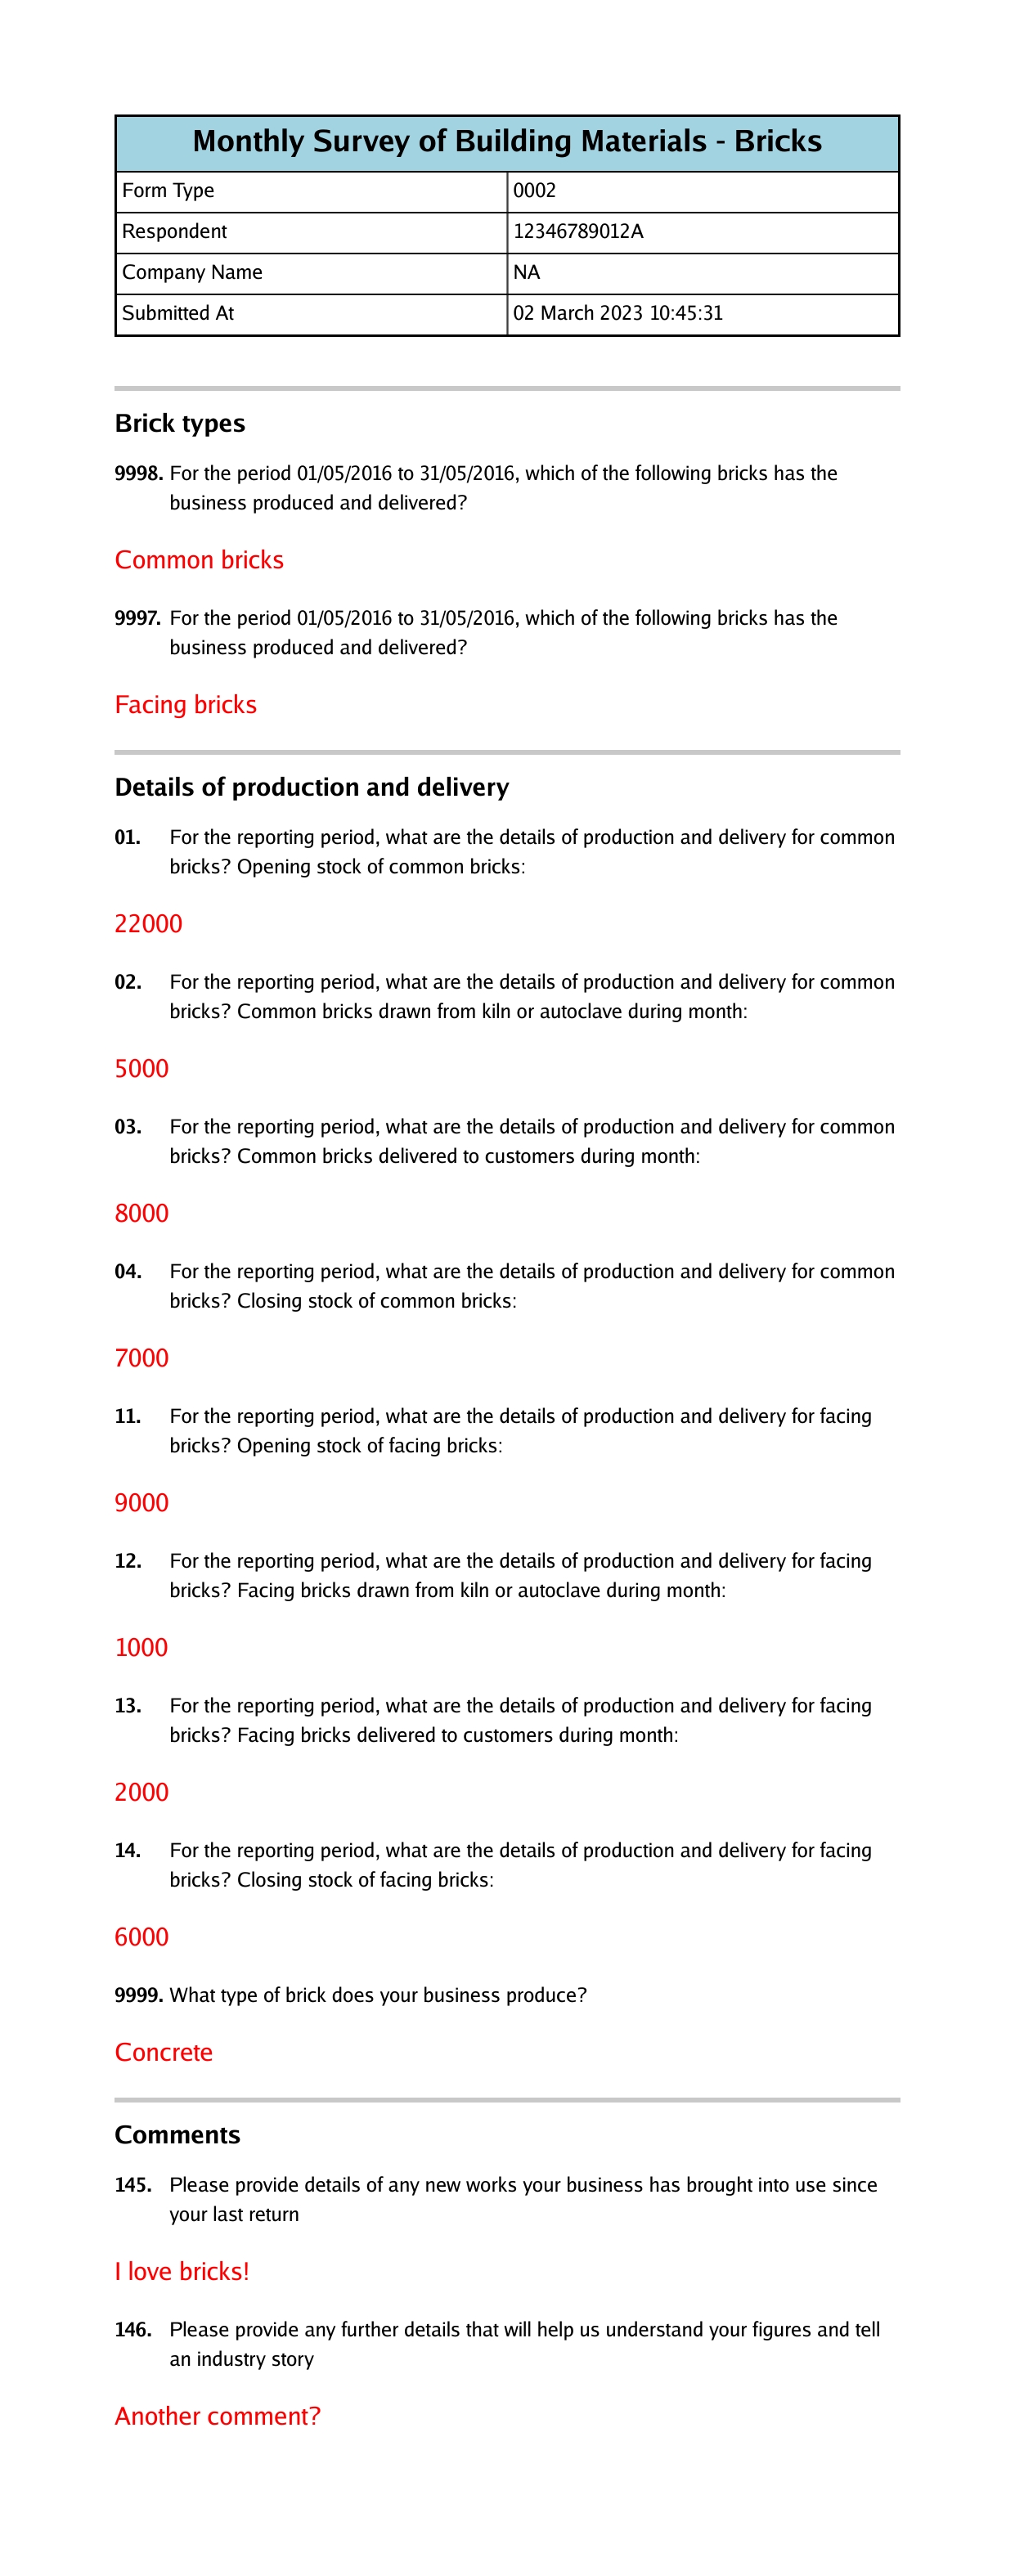 Monthly Survey of Building Materials - Bricks
Form Type 0002
Respondent 12346789012A
Company Name NA
Submitted At 02 March 2023 10:45:31
Brick types
9998. For the period 01/05/2016 to 31/05/2016, which of the following bricks has the
business produced and delivered?
Common bricks
9997. For the period 01/05/2016 to 31/05/2016, which of the following bricks has the
business produced and delivered?
Facing bricks
Details of production and delivery
01. For the reporting period, what are the details of production and delivery for common
bricks? Opening stock of common bricks:
22000
02. For the reporting period, what are the details of production and delivery for common
bricks? Common bricks drawn from kiln or autoclave during month:
5000
03. For the reporting period, what are the details of production and delivery for common
bricks? Common bricks delivered to customers during month:
8000
04. For the reporting period, what are the details of production and delivery for common
bricks? Closing stock of common bricks:
7000
11. For the reporting period, what are the details of production and delivery for facing
bricks? Opening stock of facing bricks:
9000
12. For the reporting period, what are the details of production and delivery for facing
bricks? Facing bricks drawn from kiln or autoclave during month:
1000
13. For the reporting period, what are the details of production and delivery for facing
bricks? Facing bricks delivered to customers during month:
2000
14. For the reporting period, what are the details of production and delivery for facing
bricks? Closing stock of facing bricks:
6000
9999. What type of brick does your business produce?
Concrete
Comments
145. Please provide details of any new works your business has brought into use since
your last return
I love bricks!
146. Please provide any further details that will help us understand your figures and tell
an industry story
Another comment?